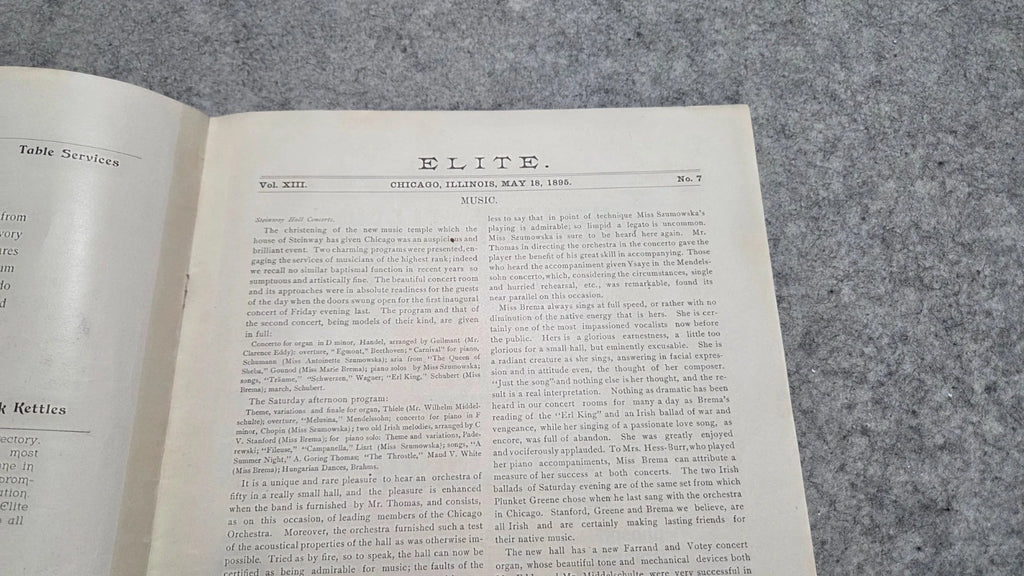 Table Services
from
vory
ures
um
do
d
k Kettles
ectory.
most
one in
prom-
ation.
Elite
o all
ELITE.
Vol. XIII. CHICAGO, ILLINOIS, MAY 18, 1895. No. 7
MUSIC.
Steinway Hall Concerts.
The christening of the new music temple which the
house of Steinway has given Chicago was an auspicious and
brilliant event. Two charming programs were presented, en-
gaging the services of musicians of the highest rank; indeed
we recall no similar baptismal function in recent years so
sumptuous and artistically fine. The beautiful concert room
and its approaches were in absolute readiness for the guests
of the day when the doors swung open for the first inaugural
concert of Friday evening last. The program and that of
the second concert, being models of their kind, are given
in full:
Concerto for organ in D minor, Handel, arranged by Guilmant (Mr.
Clarence Eddy); overture, "Egmont," Beethoven; "Carnival" for piano,
Schumann (Miss Antoinette Szumowska); aria from "The Queen of
Sheba," Gounod (Miss Marie Brema); piano solos by Miss Szumowska;
songs, "Träume," "Schwerzen," Wagner; "Erl King," Schubert (Miss
Brema); march, Schubert.
The Saturday afternoon program:
Theme, variations and finale for organ, Thiele (Mr. Wilhelm Middel-
schulte); overture, "Melusina," Mendelssohn; concerto for piano in F
minor, Chopin (Miss Szumowska); two old Irish melodies, arranged by C
V. Stanford (Miss Brema); for piano solo: Theme and variations, Pade-
rewski; "Fileuse," "Campanella," Liszt (Miss Szumowska); songs, "A
Summer Night," A. Goring Thomas; "The Throstle," Maud V. White
(Miss Brema); Hungarian Dances, Brahms.
It is a unique and rare pleasure to hear an orchestra of
fifty in a really small hall, and the pleasure is enhanced
when the band is furnished by Mr. Thomas, and consists,
as on this occasion, of leading members of the Chicago
Orchestra. Moreover, the orchestra furnished such a test
of the acoustical properties of the hall as was otherwise im-
possible. Tried as by fire, so to speak, the hall can now be
certified as being admirable for music; the faults of the
less to say that in point of technique Miss Szumowska's
playing is admirable; so limpid a legato is uncommon.
Miss Szumowska is sure to be heard here again. Mr.
Thomas in directing the orchestra in the concerto gave the
player the benefit of his great skill in accompanying. Those
who heard the accompaniment given Ysaye in the Mendels-
sohn concerto, which, considering the circumstances, single
and hurried rehearsal, etc., was remarkable, found its
near parallel on this occasion.
Miss Brema always sings at full speed, or rather with no
diminution of the native energy that is hers. She is cer-
tainly one of the most impassioned vocalists now before
the public. Hers is a glorious earnestness, a little too
glorious for a small hall, but eminently excusable. She is
a radiant creature as she sings, answering in facial expres-
sion and in attitude even, the thought of her composer.
"Just the song" and nothing else is her thought, and the re-
sult is a real interpretation. Nothing as dramatic has been
heard in our concert rooms for many a day as Brema's
reading of the "Erl King" and an Irish ballad of war and
vengeance, while her singing of a passionate love song, as
encore, was full of abandon. She was greatly enjoyed
and vociferously applauded. To Mrs. Hess-Burr, who played
her piano accompaniments, Miss Brema can attribute a
measure of her success at both concerts. The two Irish
ballads of Saturday evening are of the same set from which
Plunket Greene chose when he last sang with the orchestra
in Chicago. Stanford, Greene and Brema we believe, are
all Irish and are certainly making lasting friends for
their native music.
The new hall has a new Farrand and Votey concert
organ, whose beautiful tone and mechanical devices both
Mr. Eddy and Mr. Middelschulte were very successful in